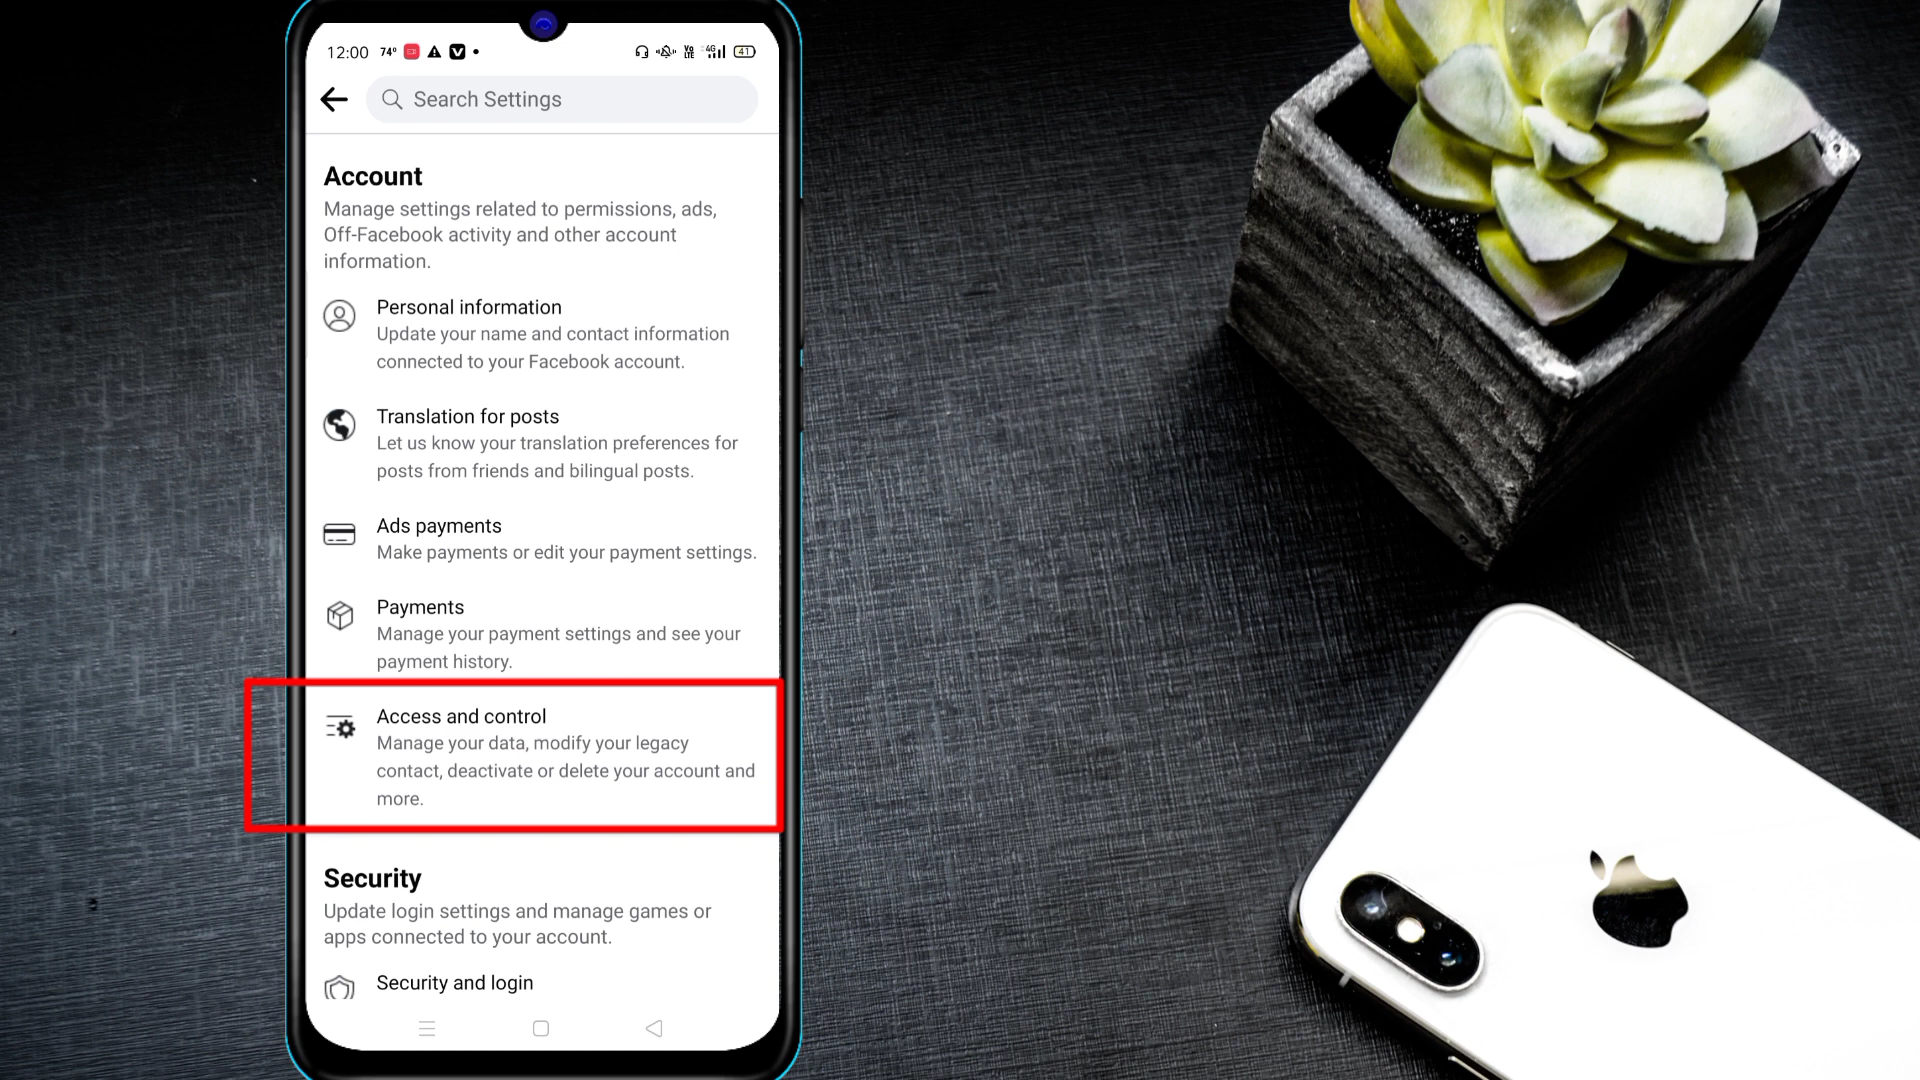 12:00 74°
VO LTE 4G 41
Search Settings
Account
Manage settings related to permissions, ads,
Off-Facebook activity and other account
information.
Personal information
Update your name and contact information
connected to your Facebook account.
Translation for posts
Let us know your translation preferences for
posts from friends and bilingual posts.
Ads payments
Make payments or edit your payment settings.
Payments
Manage your payment settings and see your
payment history.
Access and control
Manage your data, modify your legacy
contact, deactivate or delete your account and
more.
Security
Update login settings and manage games or
apps connected to your account.
Security and login